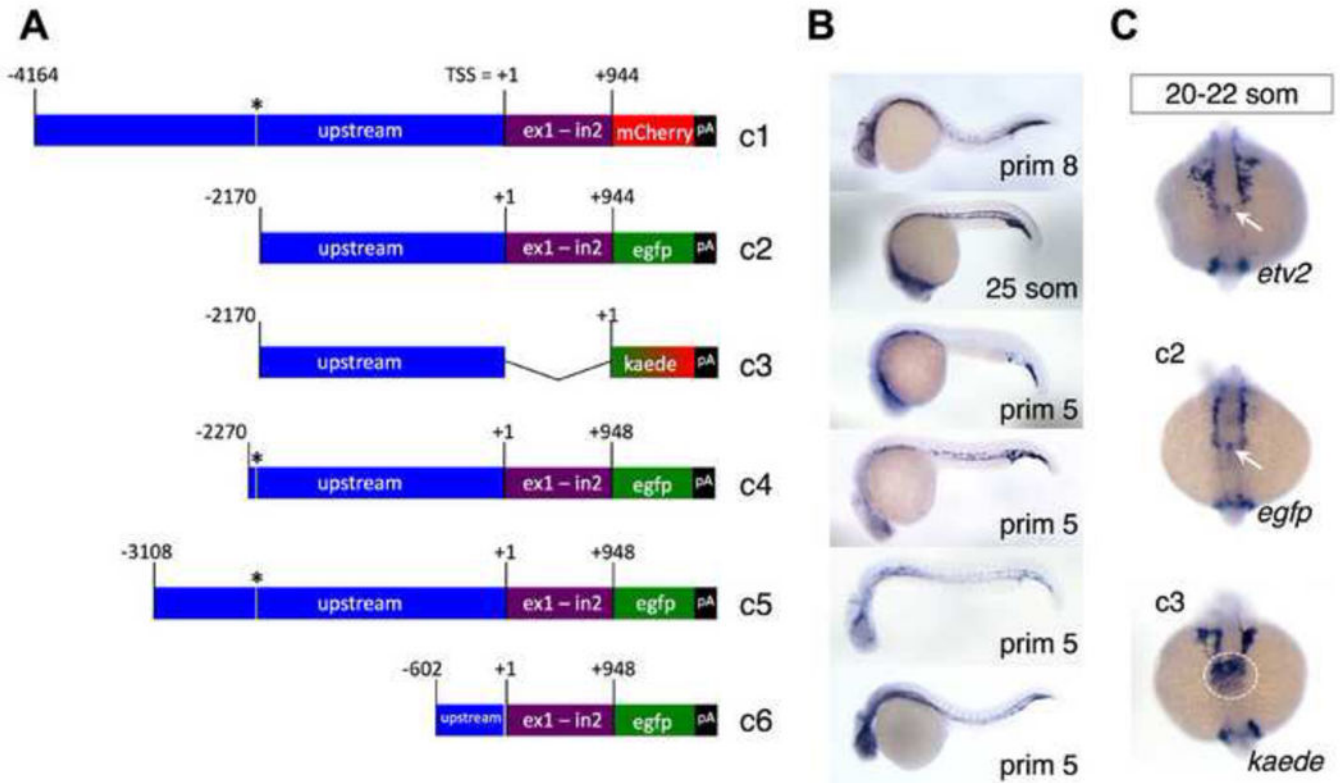 A
-4164 TSS = +1 +944
*
upstream ex1 – in2 mCherry pA c1
-2170 +1 +944
upstream ex1 – in2 egfp pA c2
-2170 +1
upstream kaede pA c3
-2270 +1 +948
*
upstream ex1 – in2 egfp pA c4
-3108 +1 +948
*
upstream ex1 – in2 egfp pA c5
-602 +1 +948
upstream ex1 – in2 egfp pA c6
B
prim 8
25 som
prim 5
prim 5
prim 5
prim 5
C
20-22 som
etv2
c2
egfp
c3
kaede